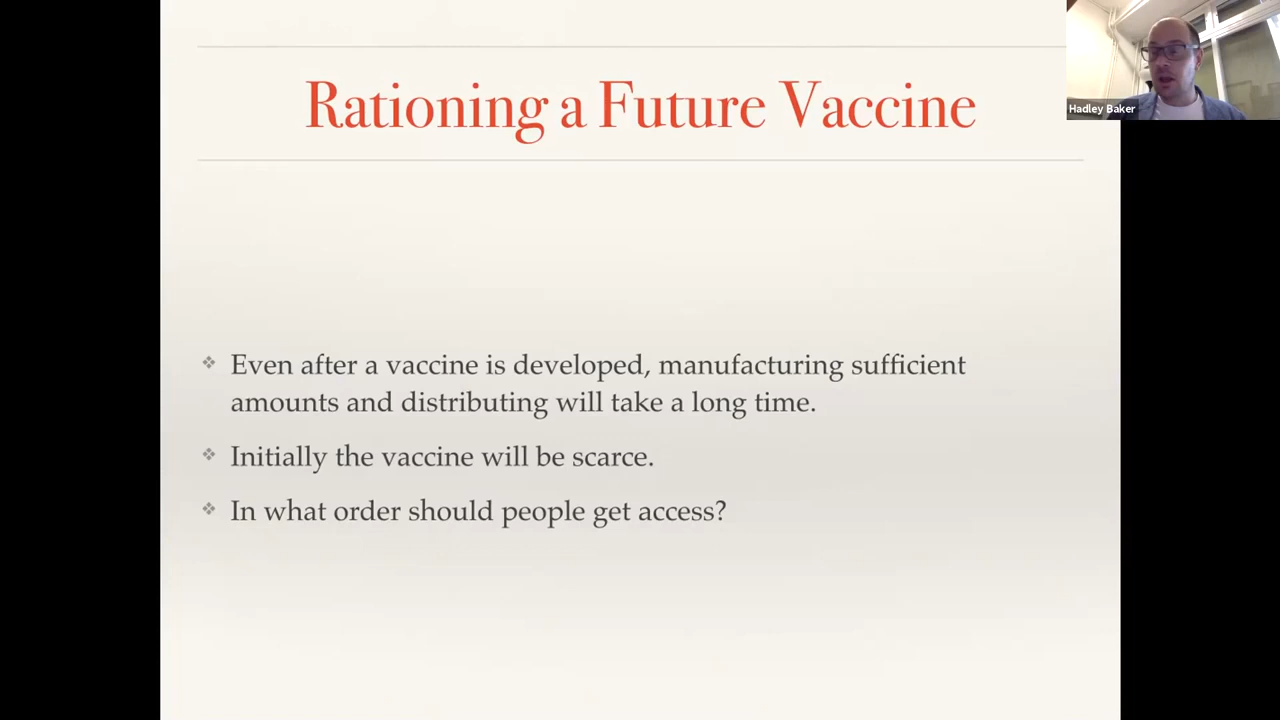 Rationing a Future Vaccine
Hadley Baker
❖ Even after a vaccine is developed, manufacturing sufficient
amounts and distributing will take a long time.
❖ Initially the vaccine will be scarce.
❖ In what order should people get access?